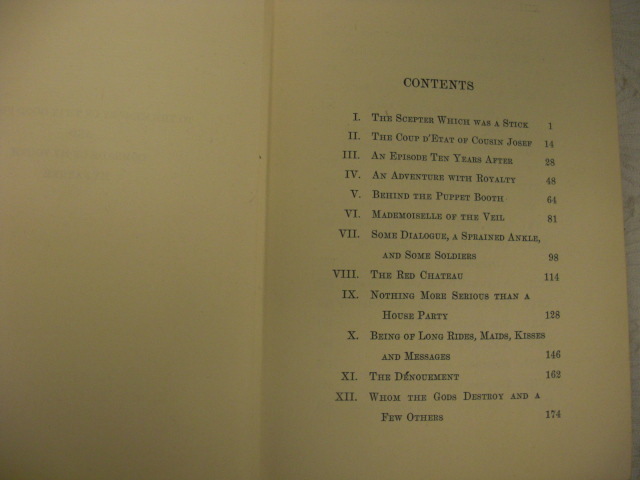 CONTENTS
I. THE SCEPTER WHICH WAS A STICK 1
II. THE COUP D'ETAT OF COUSIN JOSEF 14
III. AN EPISODE TEN YEARS AFTER 28
IV. AN ADVENTURE WITH ROYALTY 48
V. BEHIND THE PUPPET BOOTH 64
VI. MADEMOISELLE OF THE VEIL 81
VII. SOME DIALOGUE, A SPRAINED ANKLE,
AND SOME SOLDIERS 98
VIII. THE RED CHATEAU 114
IX. NOTHING MORE SERIOUS THAN A
HOUSE PARTY 128
X. BEING OF LONG RIDES, MAIDS, KISSES
AND MESSAGES 146
XI. THE DÉNOUEMENT 162
XII. WHOM THE GODS DESTROY AND A
FEW OTHERS 174